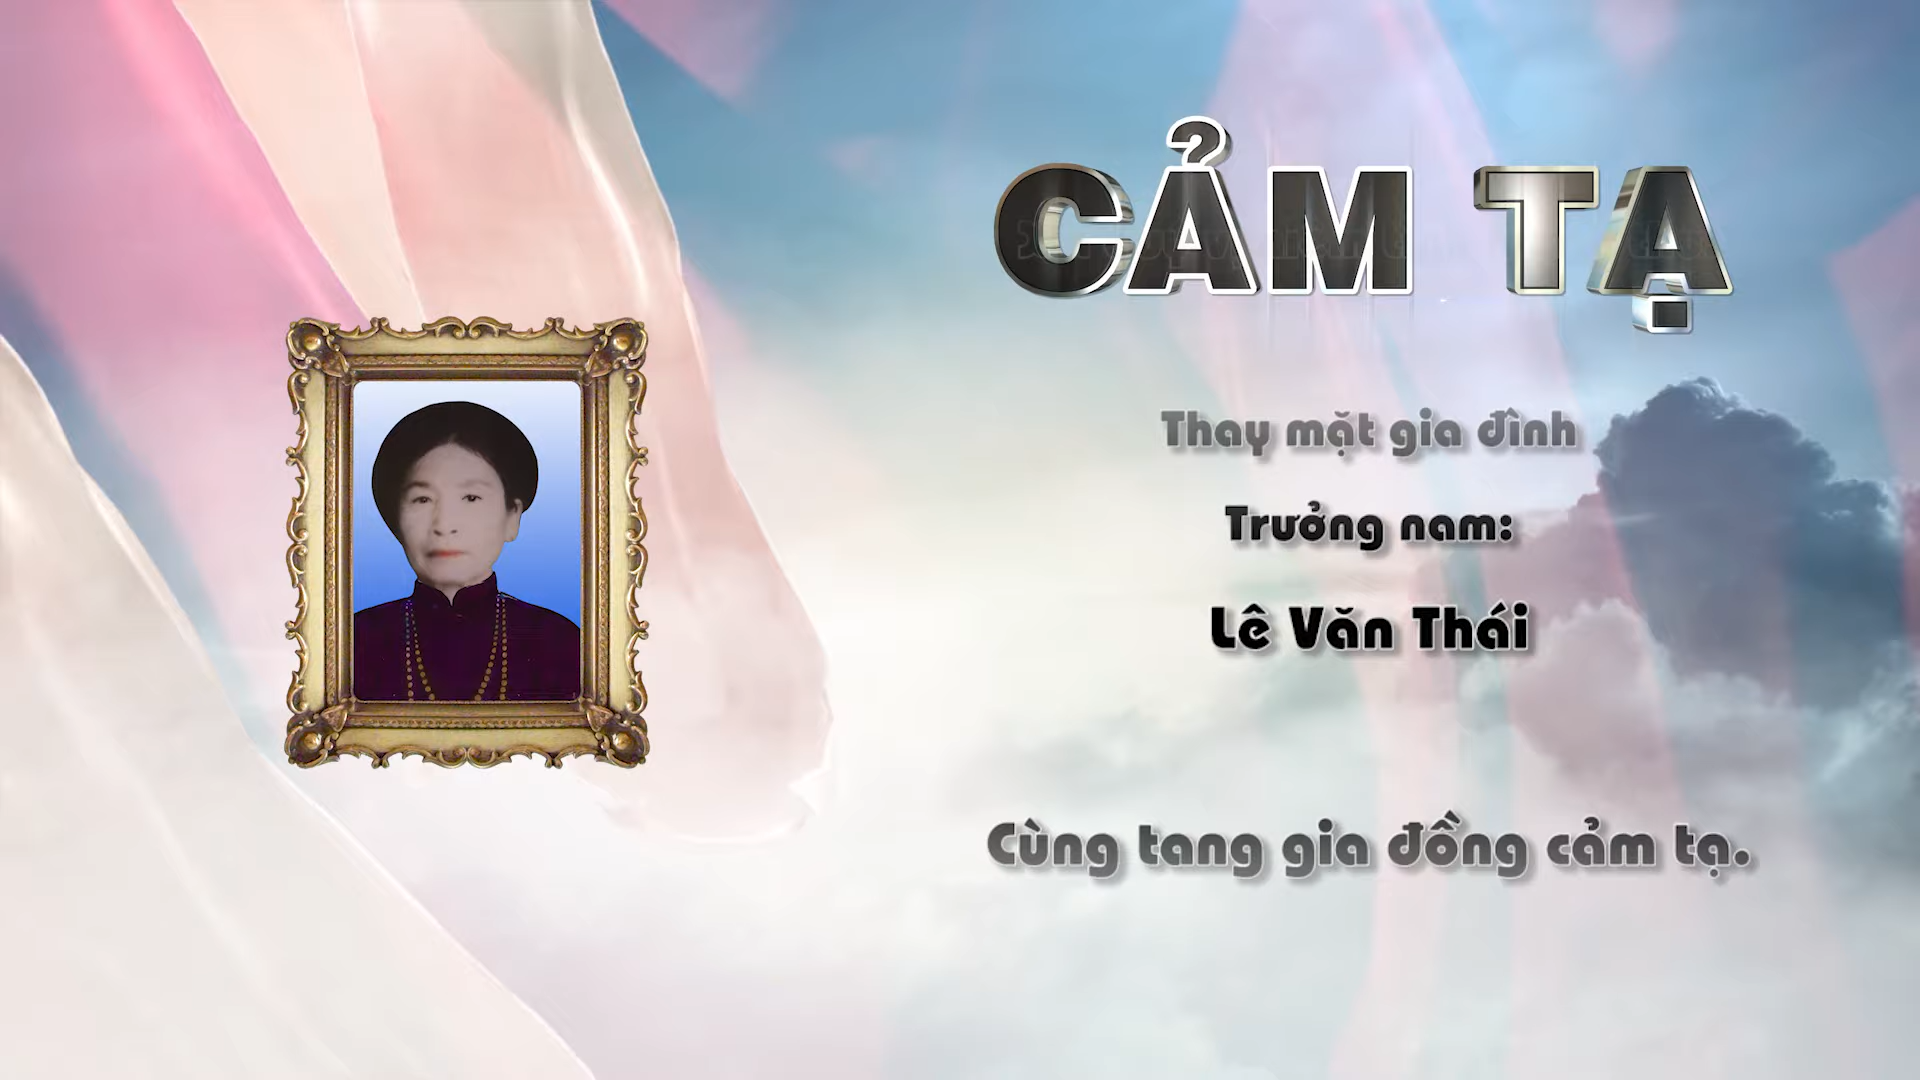 CẢM TẠ
Thay mặt gia đình
Trưởng nam:
Lê Văn Thái
Cùng tang gia đồng cảm tạ.